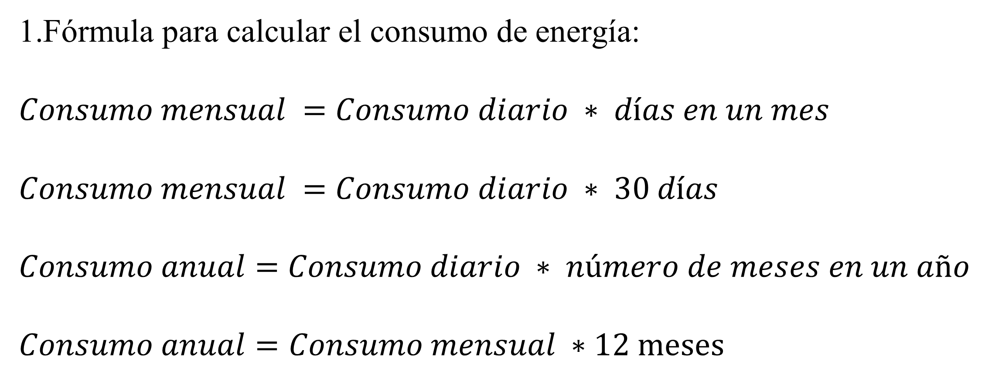 1.Fórmula para calcular el consumo de energía:
Consumo mensual = Consumo diario * días en un mes
Consumo mensual = Consumo diario * 30 días
Consumo anual = Consumo diario * número de meses en un año
Consumo anual = Consumo mensual * 12 meses